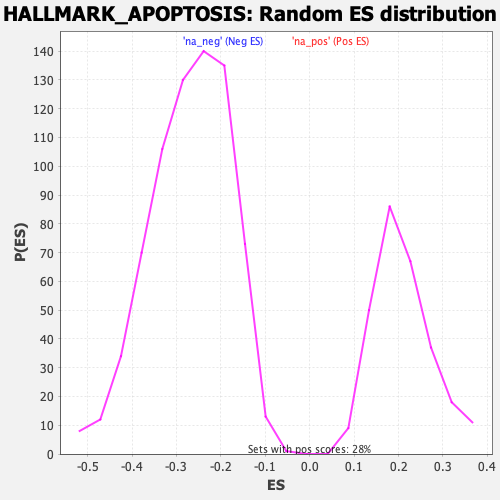 HALLMARK_APOPTOSIS: Random ES distribution
'na_neg' (Neg ES) 'na_pos' (Pos ES)
140
130
120
110
100
90
80
70
60
50
40
30
20
10
0
P(ES)
Sets with pos scores: 28%
-0.5 -0.4 -0.3 -0.2 -0.1 0.0 0.1 0.2 0.3 0.4
ES